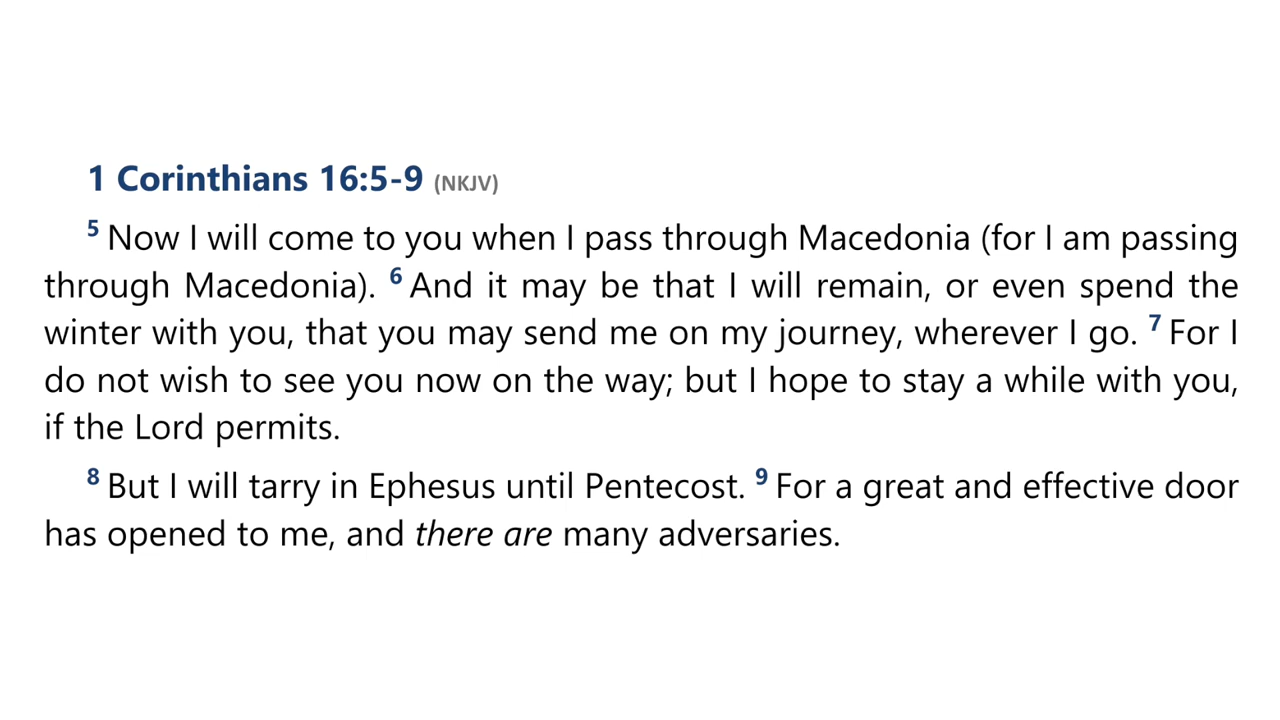 1 Corinthians 16:5-9 (NKJV)
5 Now I will come to you when I pass through Macedonia (for I am passing
through Macedonia). 6 And it may be that I will remain, or even spend the
winter with you, that you may send me on my journey, wherever I go. 7 For I
do not wish to see you now on the way; but I hope to stay a while with you,
if the Lord permits.
8 But I will tarry in Ephesus until Pentecost. 9 For a great and effective door
has opened to me, and there are many adversaries.